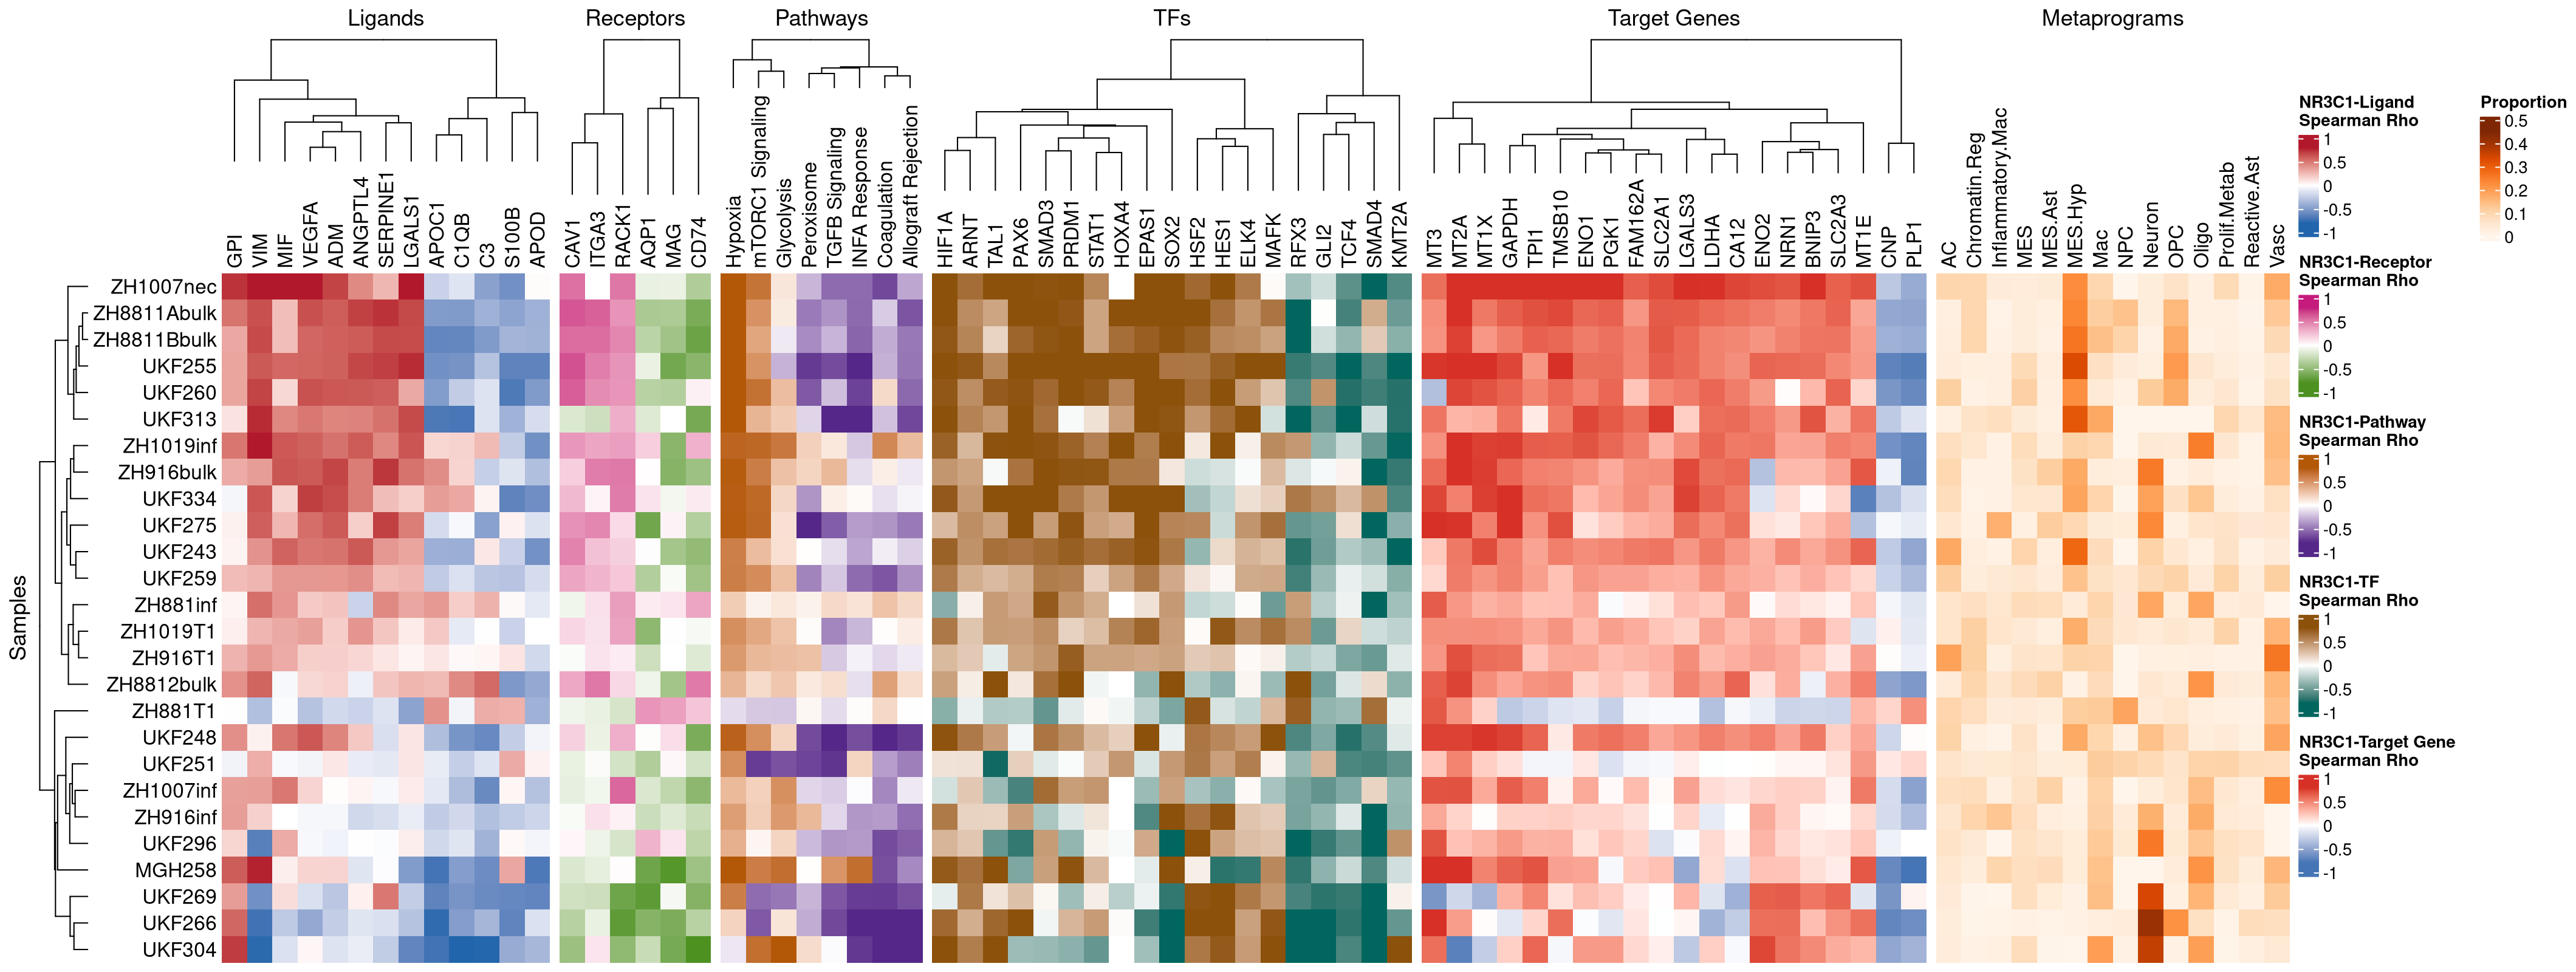 Ligands
Receptors
Pathways
TFs
Target Genes
Metaprograms
GPI
VIM
MIF
VEGFA
ADM
ANGPTL4
SERPINE1
LGALS1
APOC1
C1QB
C3
S100B
APOD
CAV1
ITGA3
RACK1
AQP1
MAG
CD74
Hypoxia
mTORC1 Signaling
Glycolysis
Peroxisome
TGFB Signaling
INFA Response
Coagulation
Allograft Rejection
HIF1A
ARNT
TAL1
PAX6
SMAD3
PRDM1
STAT1
HOXA4
EPAS1
SOX2
HSF2
HES1
ELK4
MAFK
RFX3
GLI2
TCF4
SMAD4
KMT2A
MT3
MT2A
MT1X
GAPDH
TPI1
TMSB10
ENO1
PGK1
FAM162A
SLC2A1
LGALS3
LDHA
CA12
ENO2
NRN1
BNIP3
SLC2A3
MT1E
CNP
PLP1
AC
Chromatin.Reg
Inflammatory.Mac
MES
MES.Ast
MES.Hyp
Mac
NPC
Neuron
OPC
Oligo
Prolif.Metab
Reactive.Ast
Vasc
Samples
ZH1007nec
ZH8811Abulk
ZH8811Bbulk
UKF255
UKF260
UKF313
ZH1019inf
ZH916bulk
UKF334
UKF275
UKF243
UKF259
ZH881inf
ZH1019T1
ZH916T1
ZH8812bulk
ZH881T1
UKF248
UKF251
ZH1007inf
ZH916inf
UKF296
MGH258
UKF269
UKF266
UKF304
NR3C1-Ligand
Spearman Rho
1
0.5
0
-0.5
-1
NR3C1-Receptor
Spearman Rho
1
0.5
0
-0.5
-1
NR3C1-Pathway
Spearman Rho
1
0.5
0
-0.5
-1
NR3C1-TF
Spearman Rho
1
0.5
0
-0.5
-1
NR3C1-Target Gene
Spearman Rho
1
0.5
0
-0.5
-1
Proportion
0.5
0.4
0.3
0.2
0.1
0